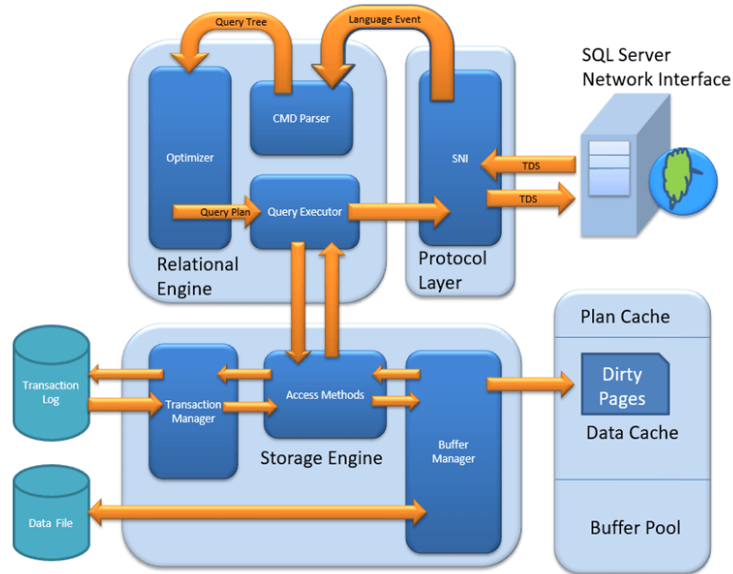 Query Tree
Language Event
SQL Server
Network Interface
CMD Parser
Optimizer
SNI
TDS
TDS
Query Plan
Query Executor
Relational
Engine
Protocol
Layer
Plan Cache
Dirty
Pages
Data Cache
Buffer Pool
Transaction
Log
Transaction
Manager
Access Methods
Buffer
Manager
Storage Engine
Data File